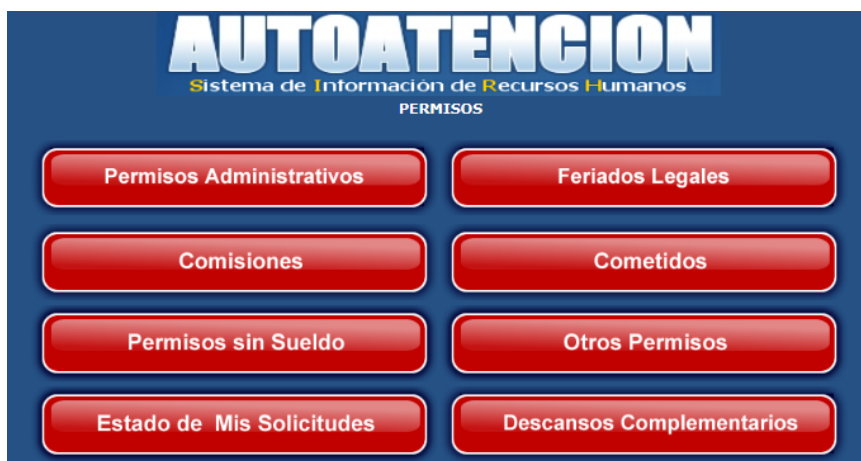 AUTOATENCION
Sistema de Información de Recursos Humanos
PERMISOS
Permisos Administrativos
Feriados Legales
Comisiones
Cometidos
Permisos sin Sueldo
Otros Permisos
Estado de Mis Solicitudes
Descansos Complementarios